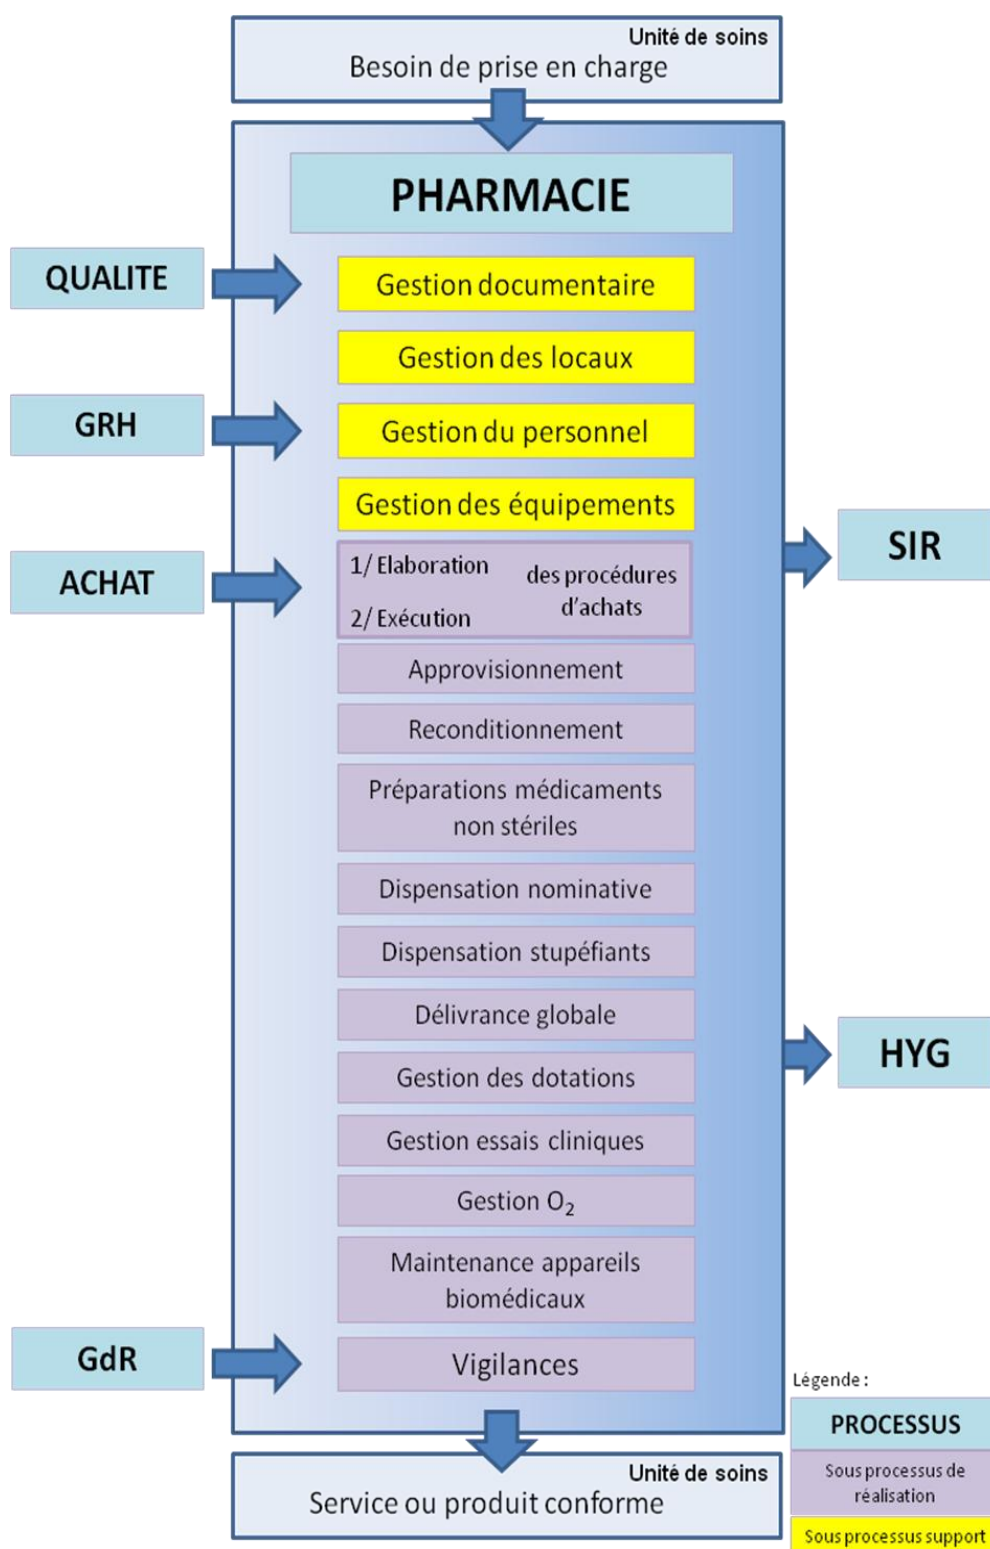 Unité de soins
Besoin de prise en charge
PHARMACIE
QUALITE
Gestion documentaire
Gestion des locaux
GRH
Gestion du personnel
Gestion des équipements
SIR
ACHAT
1/ Elaboration
2/ Exécution
des procédures
d'achats
Approvisionnement
Reconditionnement
Préparations médicaments
non stériles
Dispensation nominative
Dispensation stupéfiants
Délivrance globale
HYG
Gestion des dotations
Gestion essais cliniques
Gestion O₂
Maintenance appareils
biomédicaux
GdR
Vigilances
Légende :
PROCESSUS
Sous processus de
réalisation
Sous processus support
Unité de soins
Service ou produit conforme